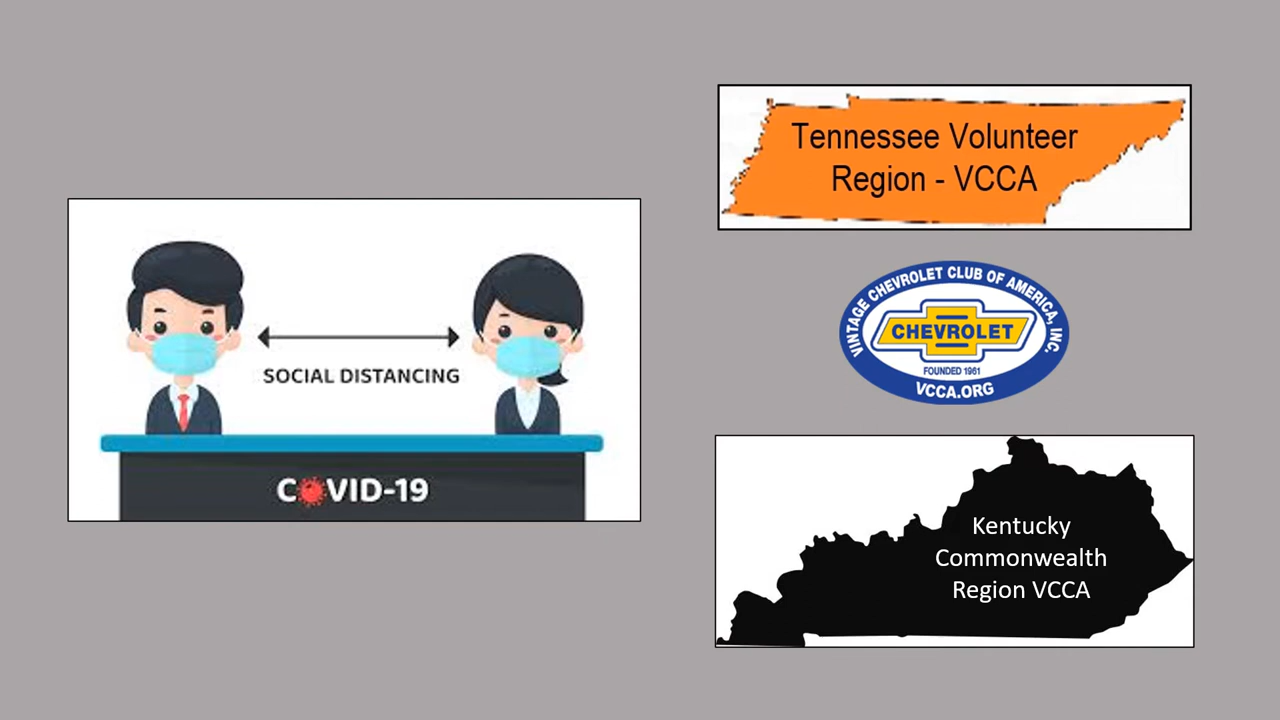 SOCIAL DISTANCING
COVID-19
Tennessee Volunteer
Region - VCCA
VINTAGE CHEVROLET CLUB OF AMERICA, INC.
CHEVROLET
FOUNDED 1961
VCCA.ORG
Kentucky
Commonwealth
Region VCCA